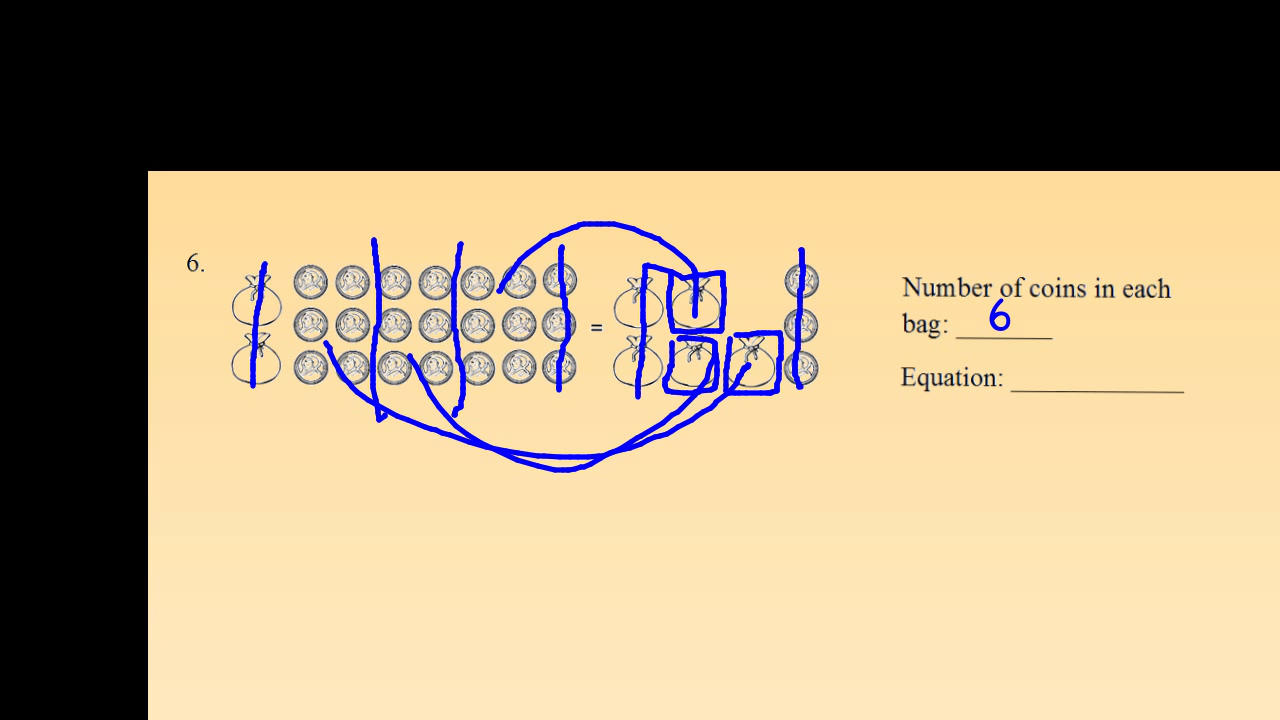 6.
=
Number of coins in each
bag: 6
Equation: